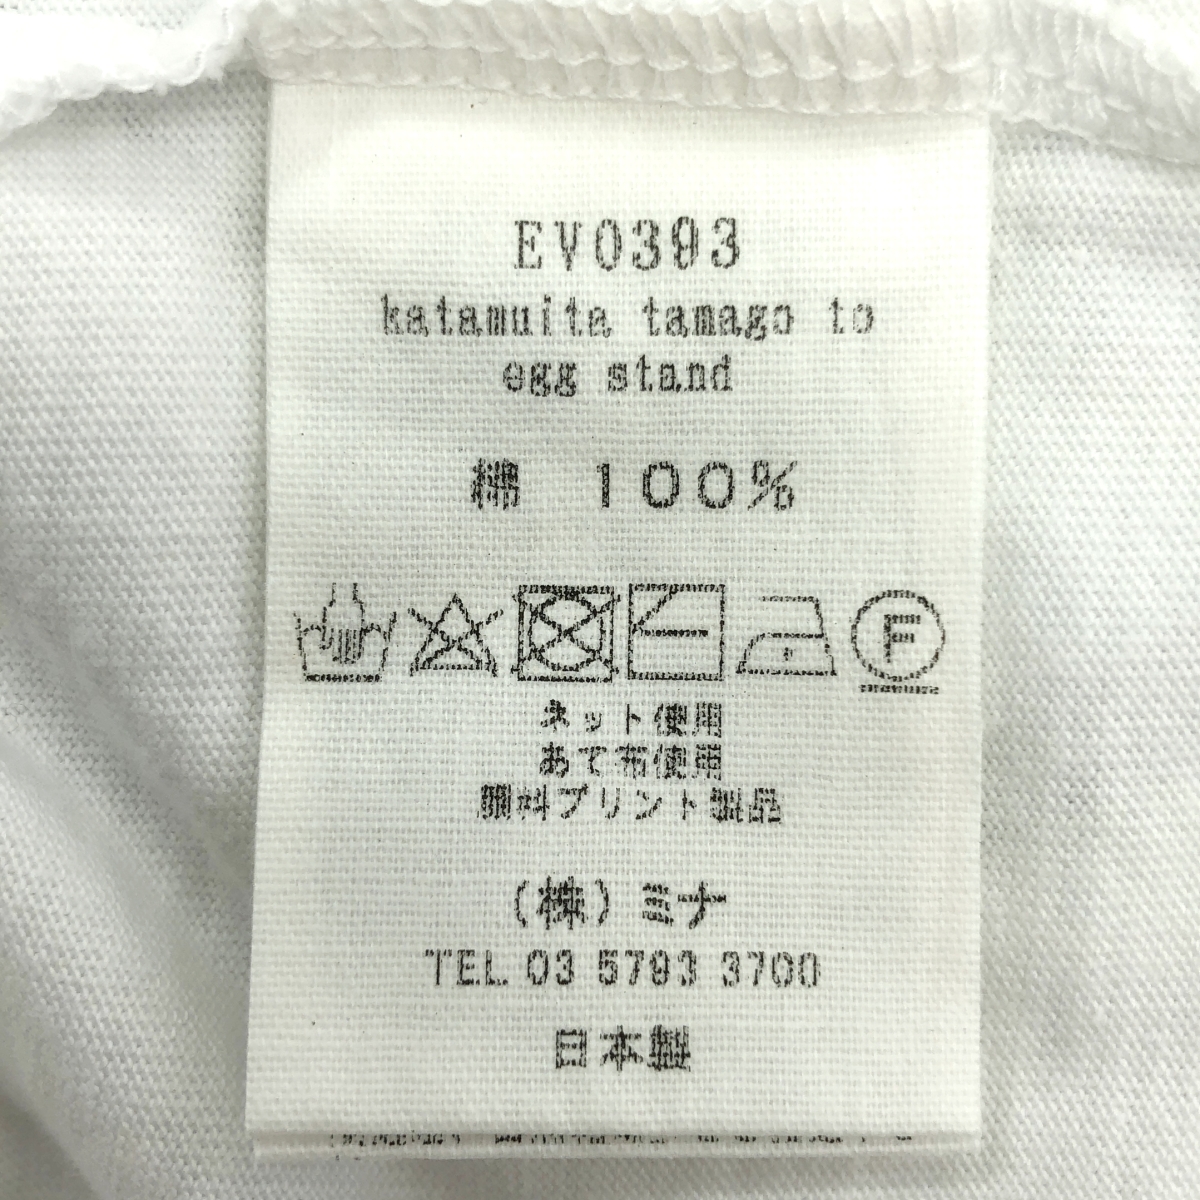 EV0393
katamuita tamago to
egg stand
綿 100%
F
ネット使用
あて布使用
顔料プリント製品
(株)ミナ
TEL 03 5793 3700
日本製